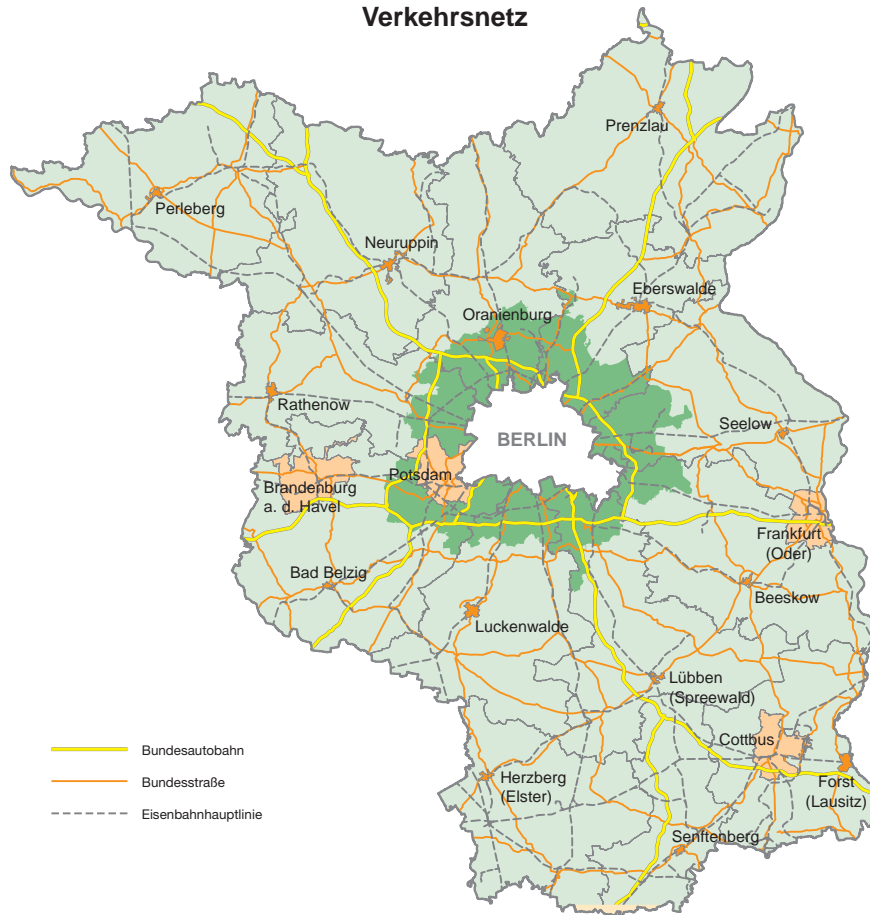 Verkehrsnetz
Prenzlau
Perleberg
Neuruppin
Eberswalde
Oranienburg
Rathenow
Seelow
BERLIN
Potsdam
Brandenburg
a. d. Havel
Frankfurt
(Oder)
Bad Belzig
Beeskow
Luckenwalde
Lübben
(Spreewald)
Cottbus
Bundesautobahn
Bundesstraße
Eisenbahnhauptlinie
Herzberg
(Elster)
Forst
(Lausitz)
Senftenberg